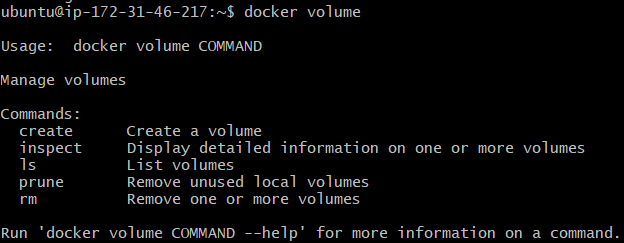 ubuntu@ip-172-31-46-217:~$ docker volume
Usage:  docker volume COMMAND
Manage volumes
Commands:
  create      Create a volume
  inspect     Display detailed information on one or more volumes
  ls          List volumes
  prune       Remove unused local volumes
  rm          Remove one or more volumes
Run 'docker volume COMMAND --help' for more information on a command.